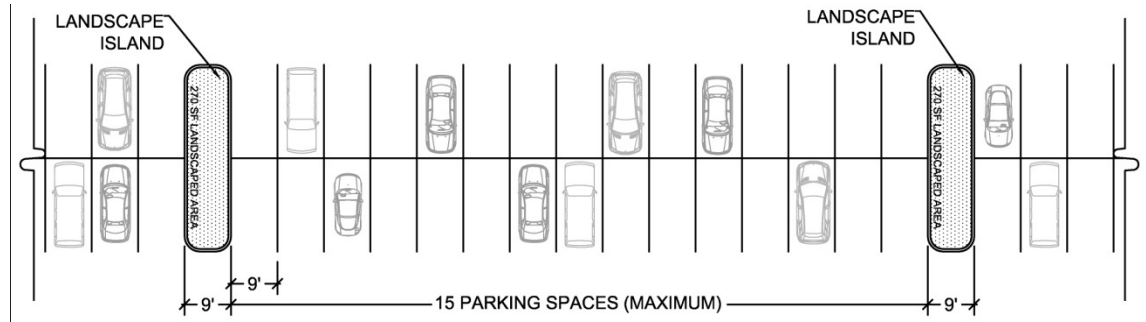 LANDSCAPE
ISLAND
LANDSCAPE
ISLAND
270 SF LANDSCAPED AREA
270 SF LANDSCAPED AREA
9'
9'
15 PARKING SPACES (MAXIMUM)
9'